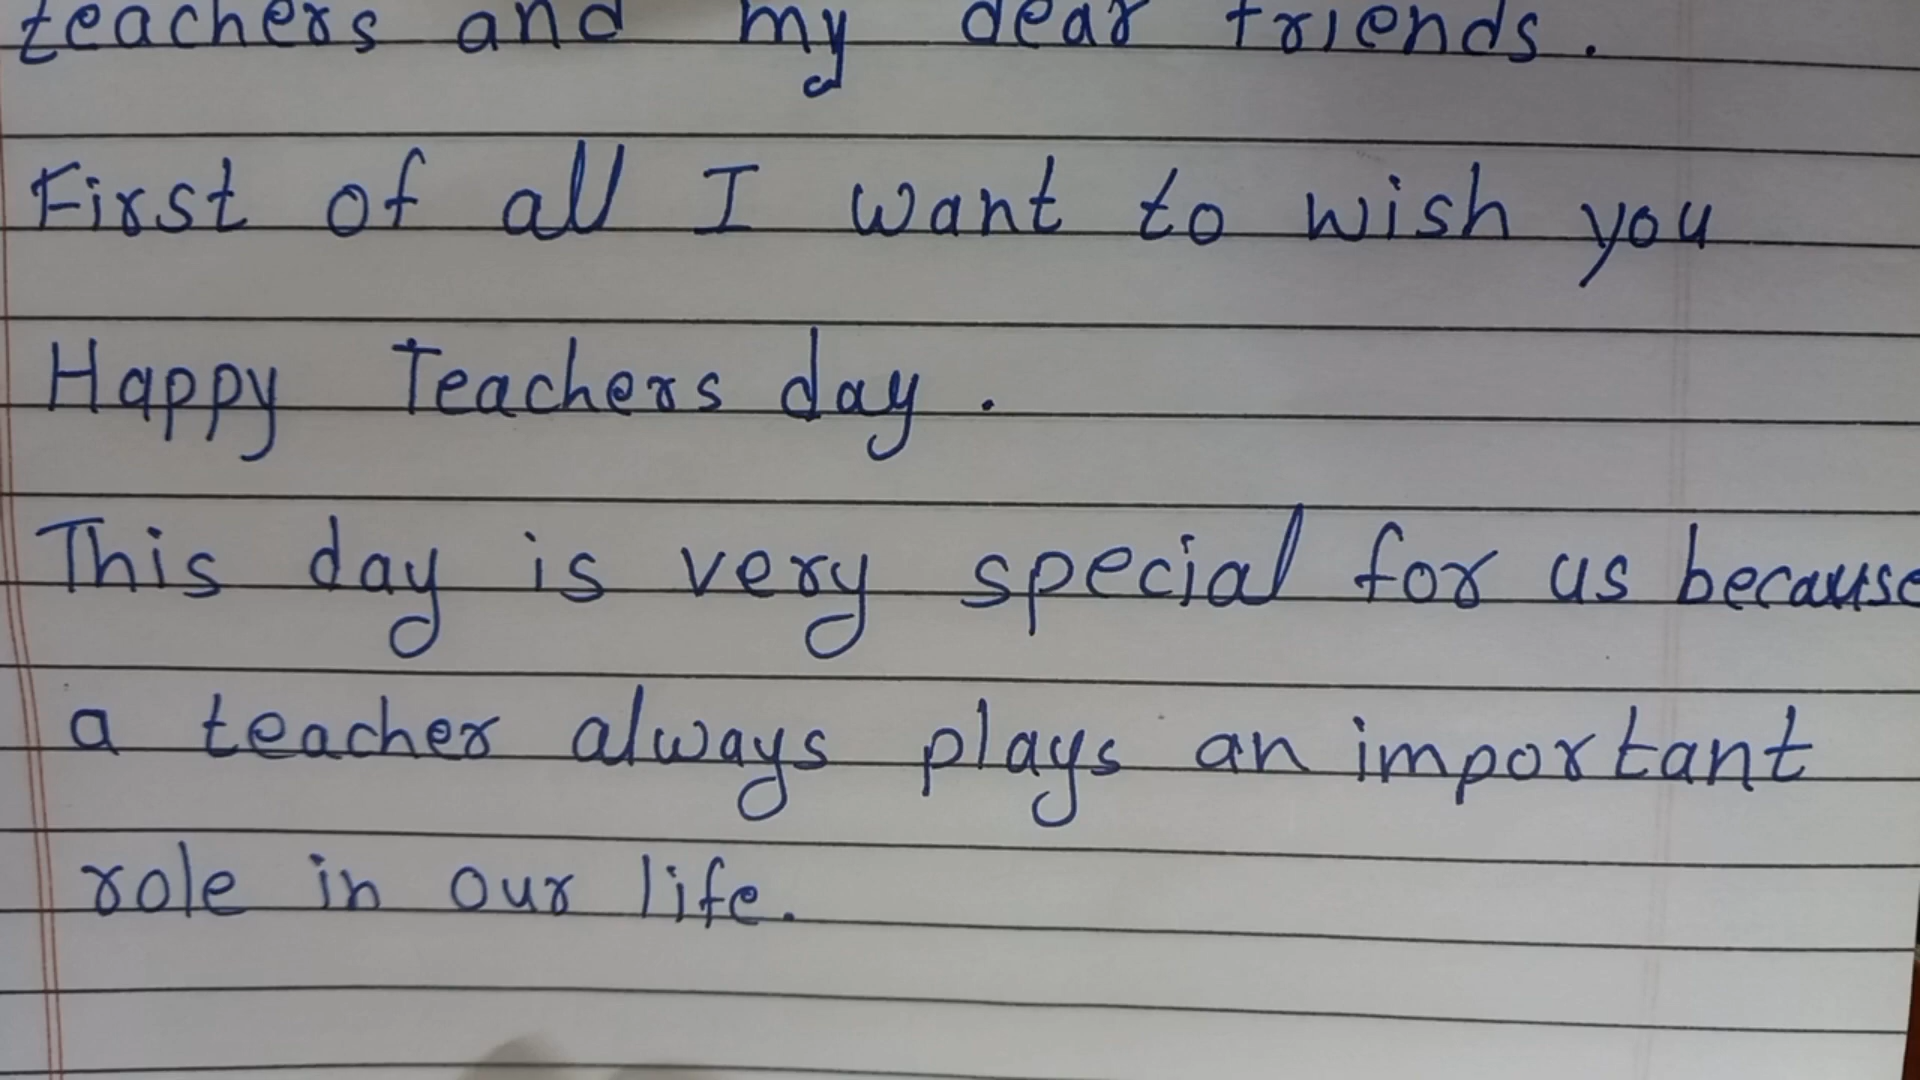 teachers and my dear friends.
First of all I want to wish you
Happy Teachers day.
This day is very special for us because
a teacher always plays an important
role in our life.